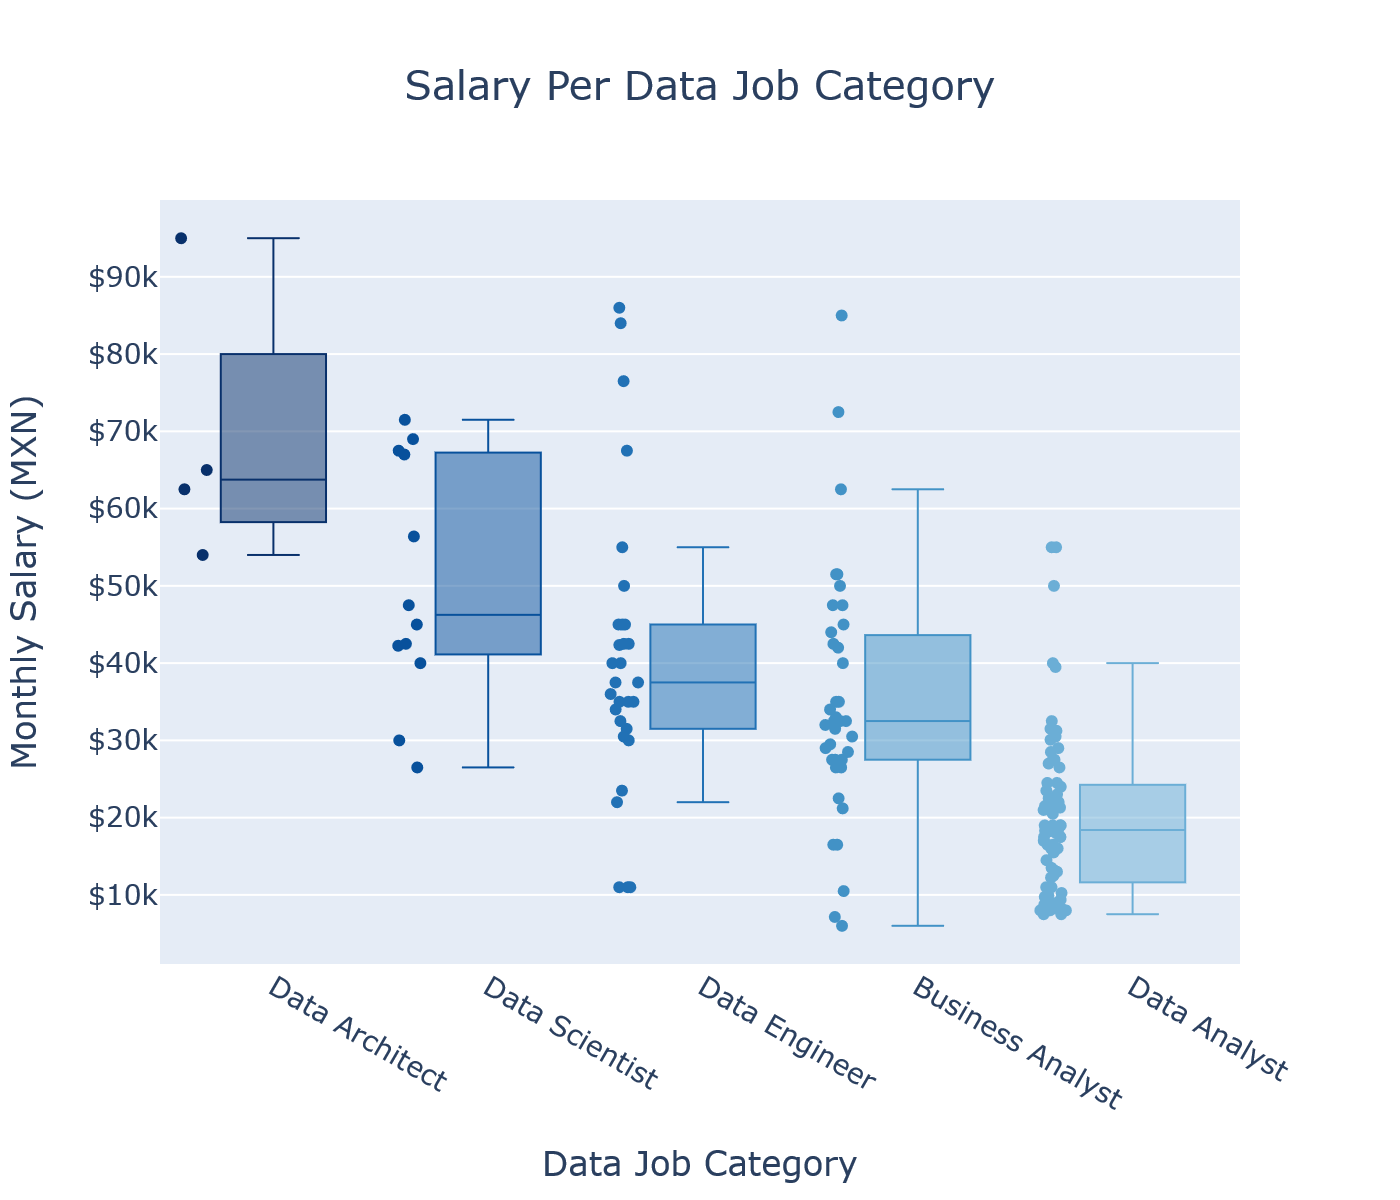 Salary Per Data Job Category
Monthly Salary (MXN)
$90k
$80k
$70k
$60k
$50k
$40k
$30k
$20k
$10k
Data Architect
Data Scientist
Data Engineer
Business Analyst
Data Analyst
Data Job Category